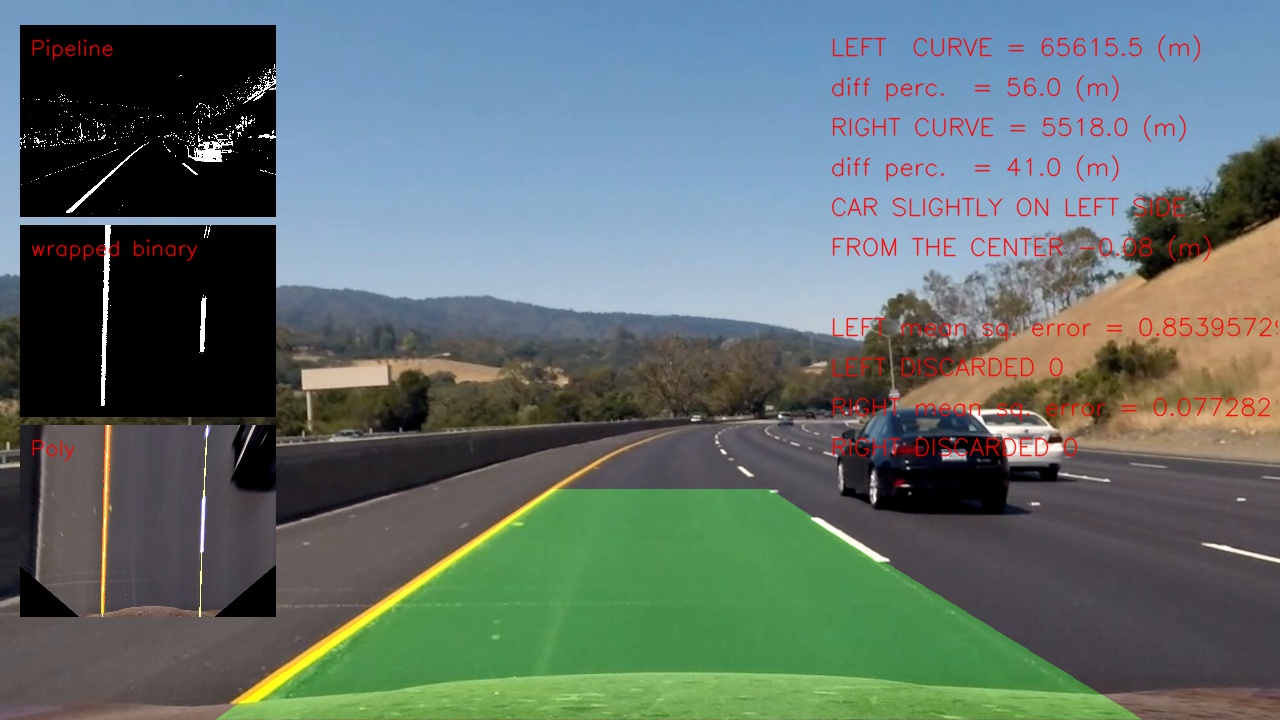 Pipeline
wrapped binary
Poly
LEFT CURVE = 65615.5 (m)
diff perc. = 56.0 (m)
RIGHT CURVE = 5518.0 (m)
diff perc. = 41.0 (m)
CAR SLIGHTLY ON LEFT SIDE
FROM THE CENTER -0.08 (m)
LEFT mean sq. error = 0.8539572
LEFT DISCARDED 0
RIGHT mean sq. error = 0.077282
RIGHT DISCARDED 0